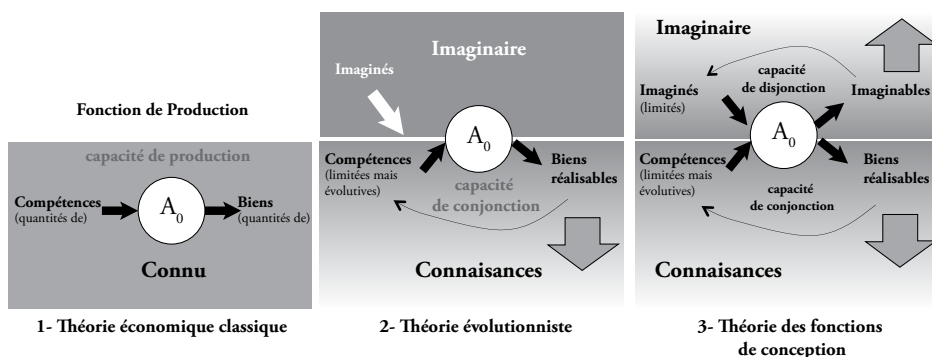 Fonction de Production
capacité de production
Compétences
(quantités de)
A0
Biens
(quantités de)
Connu
1- Théorie économique classique
Imaginaire
Imaginés
A0
Compétences
(limitées mais
évolutives)
Biens
réalisables
capacité
de conjonction
Connaisances
2- Théorie évolutionniste
Imaginaire
Imaginés
(limités)
capacité
de disjonction
Imaginables
A0
Compétences
(limitées mais
évolutives)
Biens
réalisables
capacité
de conjonction
Connaisances
3- Théorie des fonctions
de conception